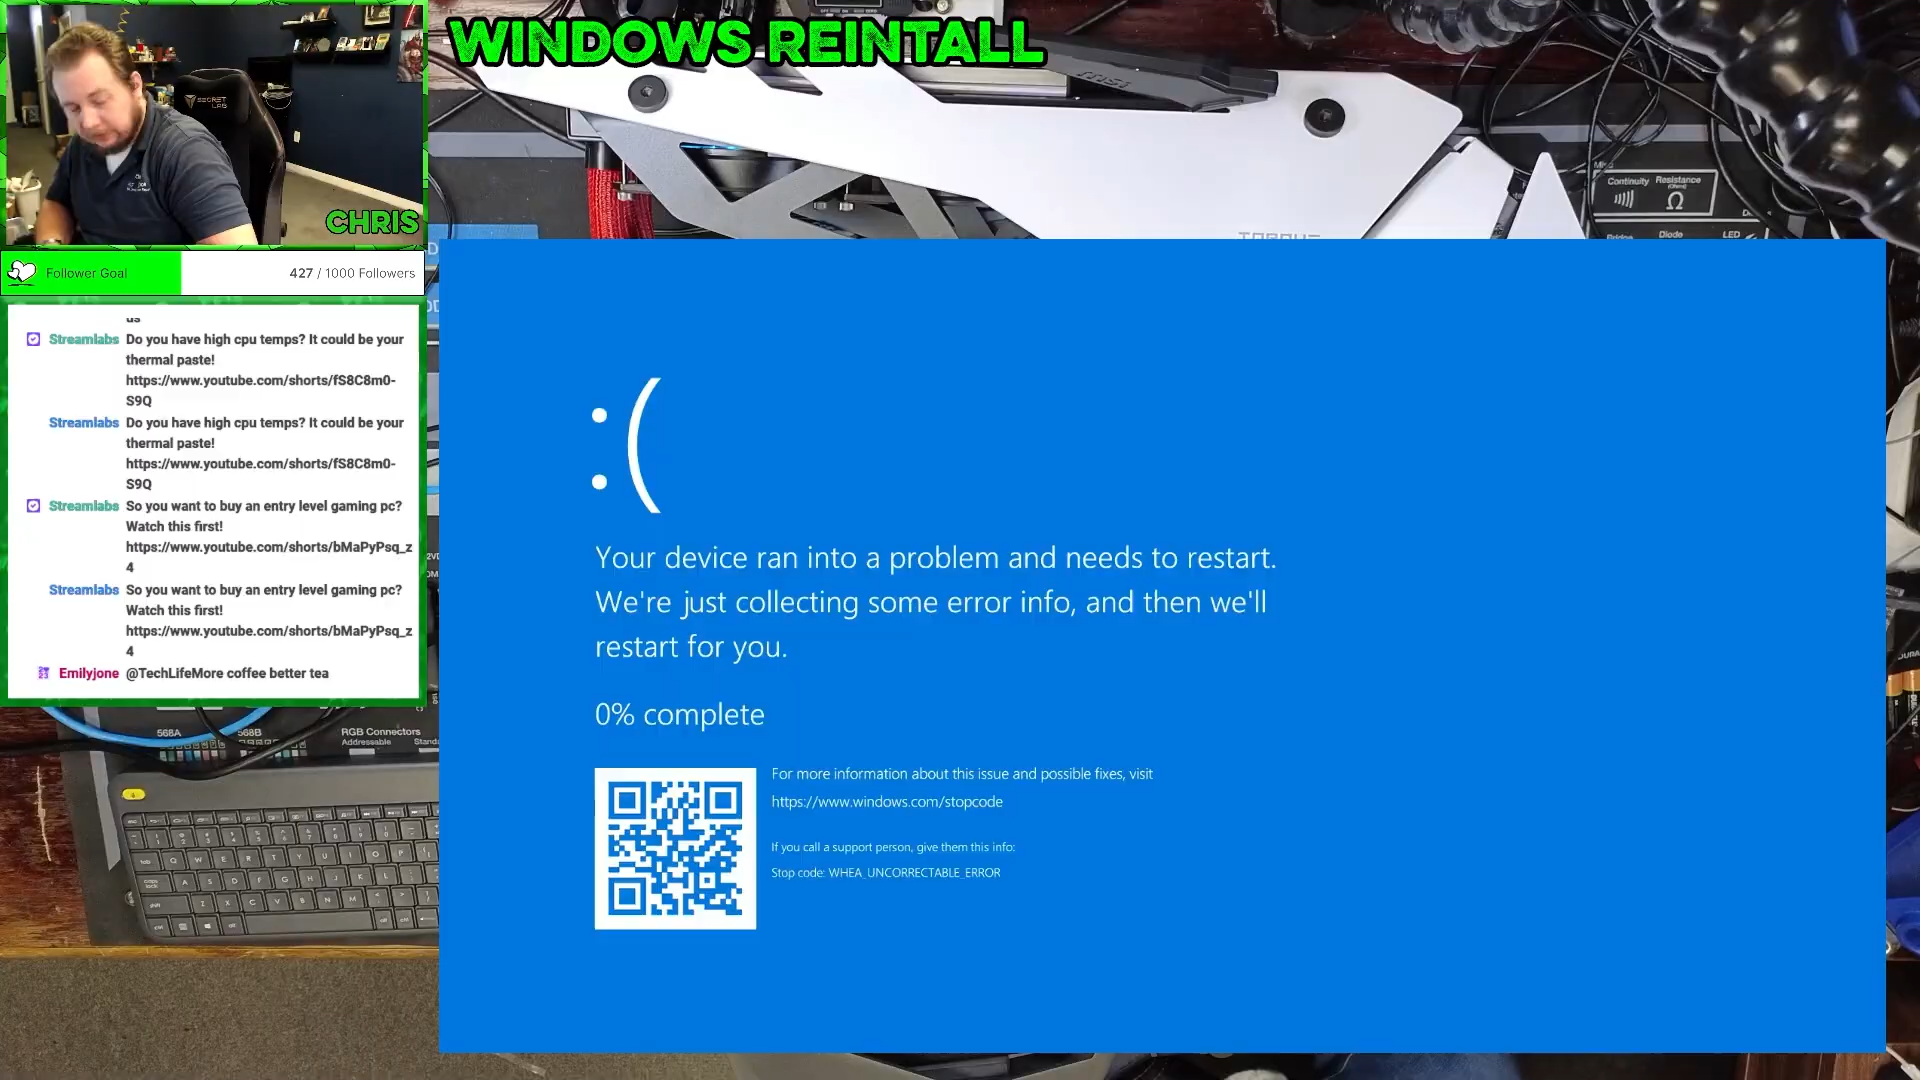 WINDOWS REINTALL
SECRET
LAB
CHRIS
msi
TORQUE
Continuity Resistance
Diode
LED
Follower Goal
427 / 1000 Followers
Streamlabs Do you have high cpu temps? It could be your
thermal paste!
https://www.youtube.com/shorts/fS8C8m0-
S9Q
Streamlabs Do you have high cpu temps? It could be your
thermal paste!
https://www.youtube.com/shorts/fS8C8m0-
S9Q
Streamlabs So you want to buy an entry level gaming pc?
Watch this first!
https://www.youtube.com/shorts/bMaPyPsq_z
4
Streamlabs So you want to buy an entry level gaming pc?
Watch this first!
https://www.youtube.com/shorts/bMaPyPsq_z
4
Emilyjone @TechLifeMore coffee better tea
:(
Your device ran into a problem and needs to restart.
We're just collecting some error info, and then we'll
restart for you.
0% complete
For more information about this issue and possible fixes, visit
https://www.windows.com/stopcode
If you call a support person, give them this info:
Stop code: WHEA_UNCORRECTABLE_ERROR
568A 568B
RGB Connectors
Addressable